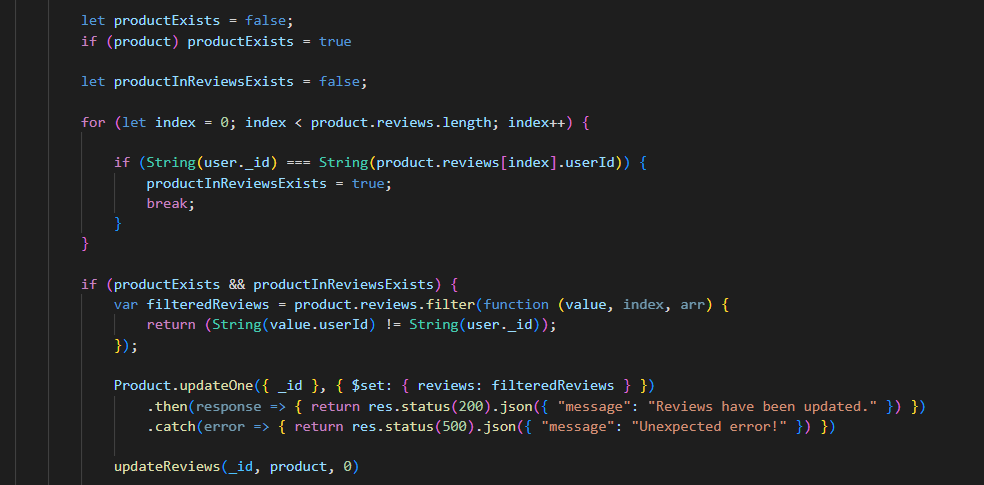 let productExists = false;
if (product) productExists = true
let productInReviewsExists = false;
for (let index = 0; index < product.reviews.length; index++) {
if (String(user._id) === String(product.reviews[index].userId)) {
productInReviewsExists = true;
break;
}
}
if (productExists && productInReviewsExists) {
var filteredReviews = product.reviews.filter(function (value, index, arr) {
return (String(value.userId) != String(user._id));
});
Product.updateOne({ _id }, { $set: { reviews: filteredReviews } })
.then(response => { return res.status(200).json({ "message": "Reviews have been updated." }) })
.catch(error => { return res.status(500).json({ "message": "Unexpected error!" }) })
updateReviews(_id, product, 0)